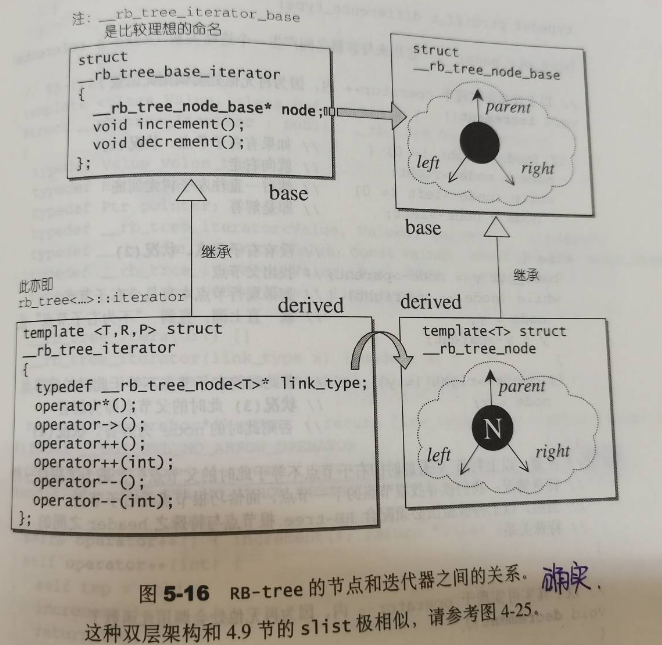 注：__rb_tree_iterator_base
是比较理想的命名
struct
__rb_tree_base_iterator
{
__rb_tree_node_base* node;
void increment();
void decrement();
};
base
struct
__rb_tree_node_base
parent
left
right
base
继承
继承
此亦即
rb_tree<…>::iterator
derived
derived
template <T,R,P> struct
__rb_tree_iterator
{
typedef __rb_tree_node<T>* link_type;
operator*();
operator->();
operator++();
operator++(int);
operator--();
operator--(int);
};
template<T> struct
__rb_tree_node
parent
N
left
right
图 5-16 RB-tree 的节点和迭代器之间的关系。确实.
这种双层架构和 4.9 节的 slist 极相似，请参考图 4-25。